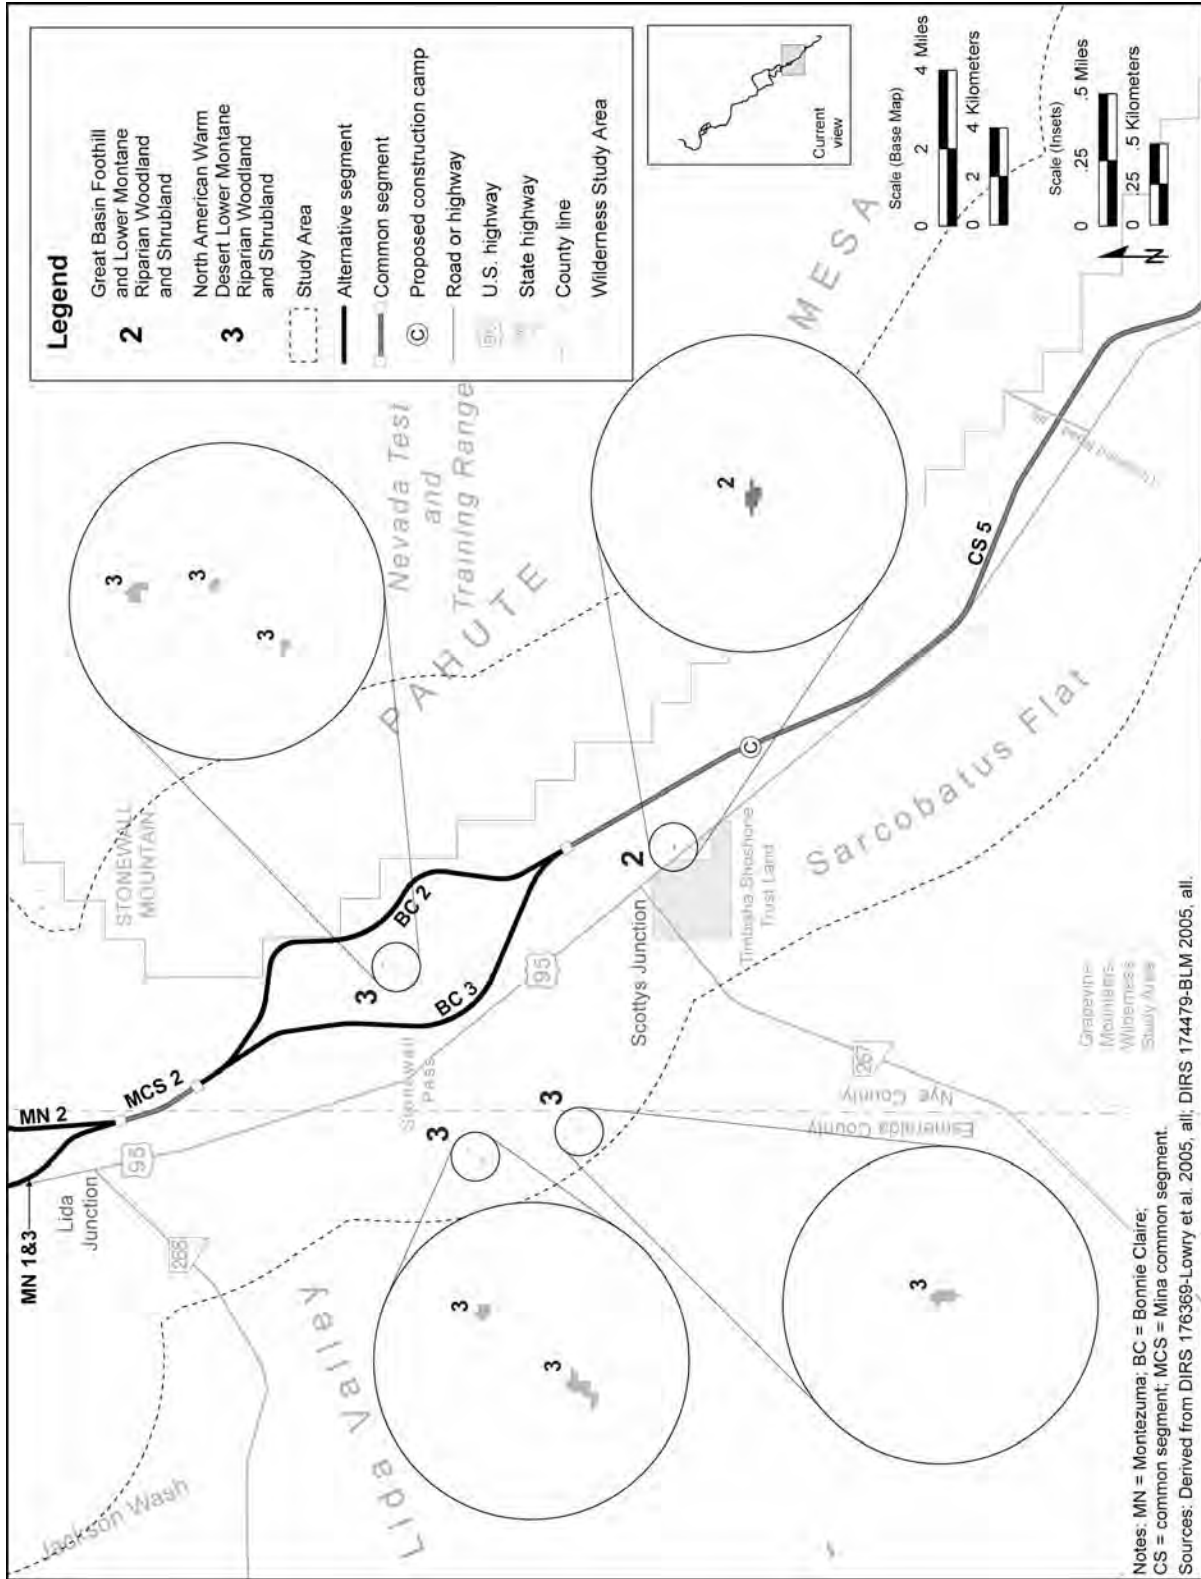 Legend
2
Great Basin Foothill
and Lower Montane
Riparian Woodland
and Shrubland
3
North American Warm
Desert Lower Montane
Riparian Woodland
and Shrubland
Study Area
Alternative segment
Common segment
C
Proposed construction camp
Road or highway
U.S. highway
State highway
County line
Wilderness Study Area
Current
view
Scale (Base Map)
0 2 4 Miles
0 2 4 Kilometers
Scale (Insets)
0 .25 .5 Miles
0 .25 .5 Kilometers
N
MN 1&3
MN 2
MCS 2
Lida
Junction
95
266
Jackson Wash
Lida Valley
STONEWALL
MOUNTAIN
Stonewall
Pass
BC 2
BC 3
3
3
3
3
3
3
3
3
3
Nevada Test
and
Training Range
PAHUTE
MESA
95
Scottys Junction
2
2
Timbisha Shoshone
Trust Land
C
CS 5
Sarcobatus Flat
267
Nye County
Esmeralda County
Grapevine
Mountains
Wilderness
Study Area
Notes: MN = Montezuma; BC = Bonnie Claire;
CS = common segment; MCS = Mina common segment.
Sources: Derived from DIRS 176369-Lowry et al. 2005, all; DIRS 174479-BLM 2005, all.